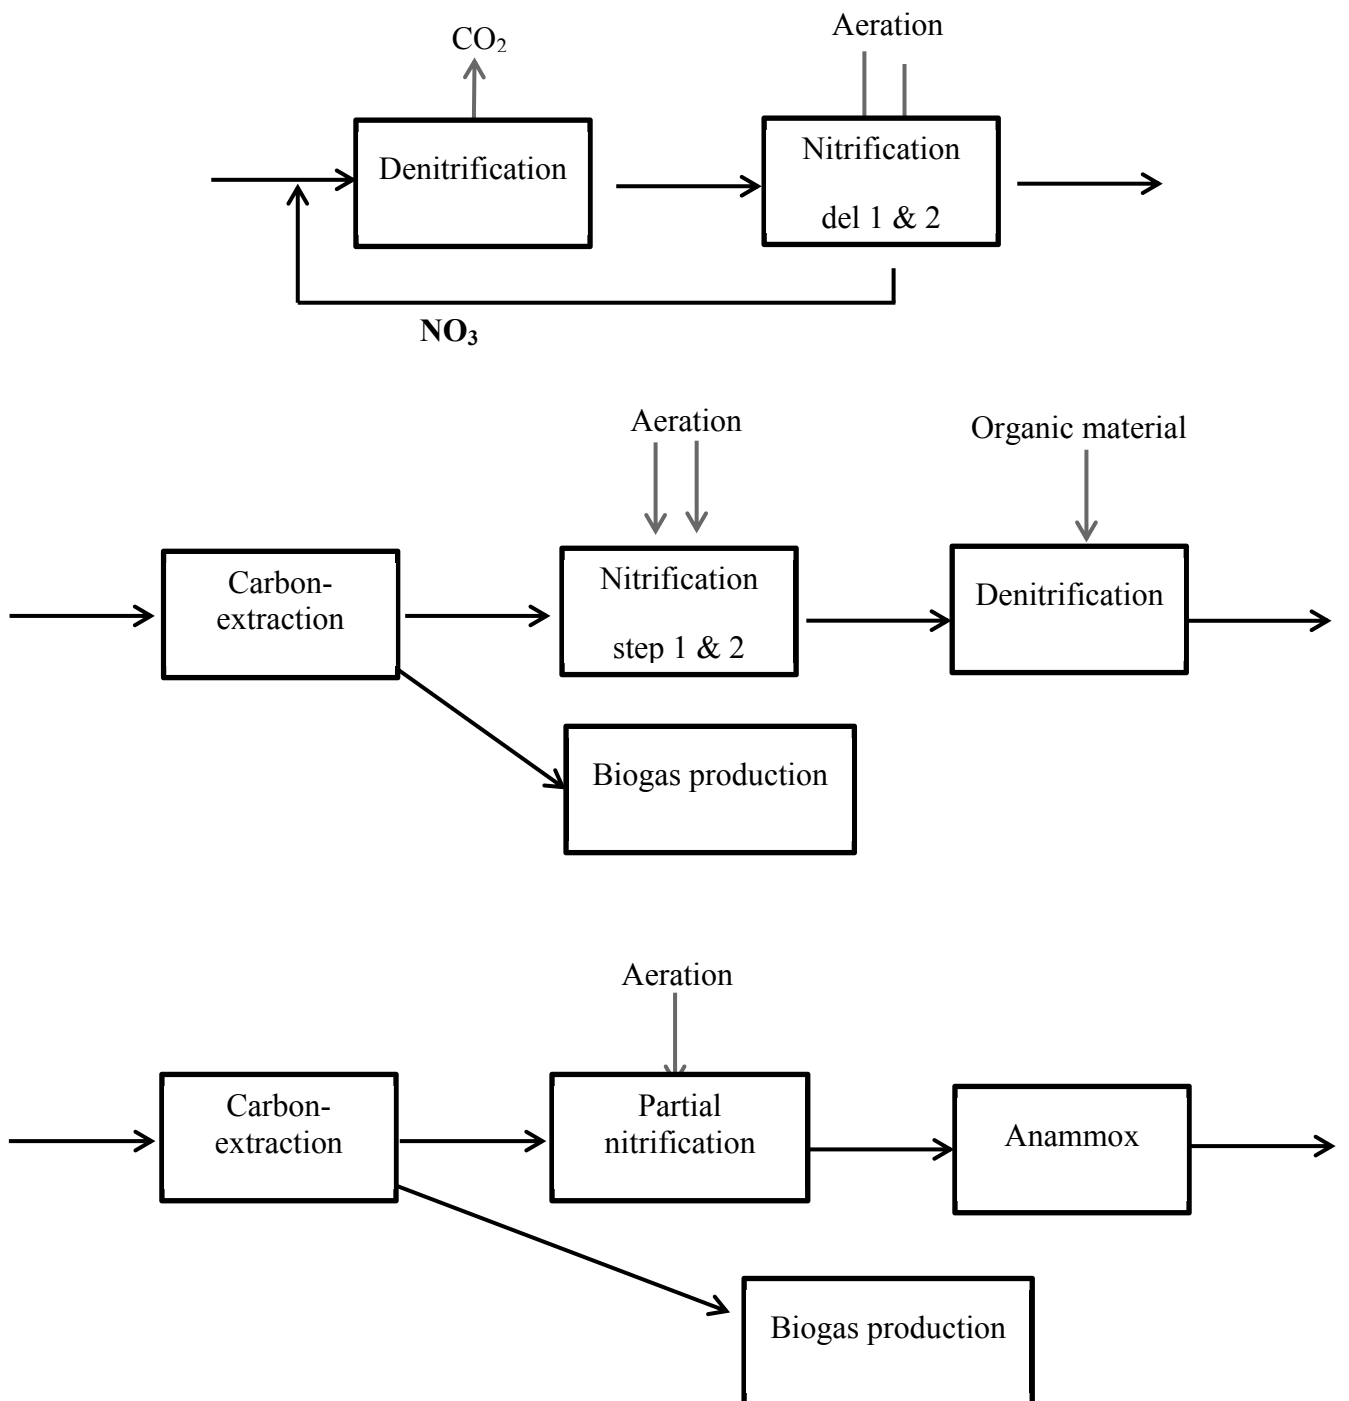 CO₂
Aeration
Denitrification
Nitrification
del 1 & 2
NO₃
Aeration
Organic material
Carbon-
extraction
Nitrification
step 1 & 2
Denitrification
Biogas production
Aeration
Carbon-
extraction
Partial
nitrification
Anammox
Biogas production